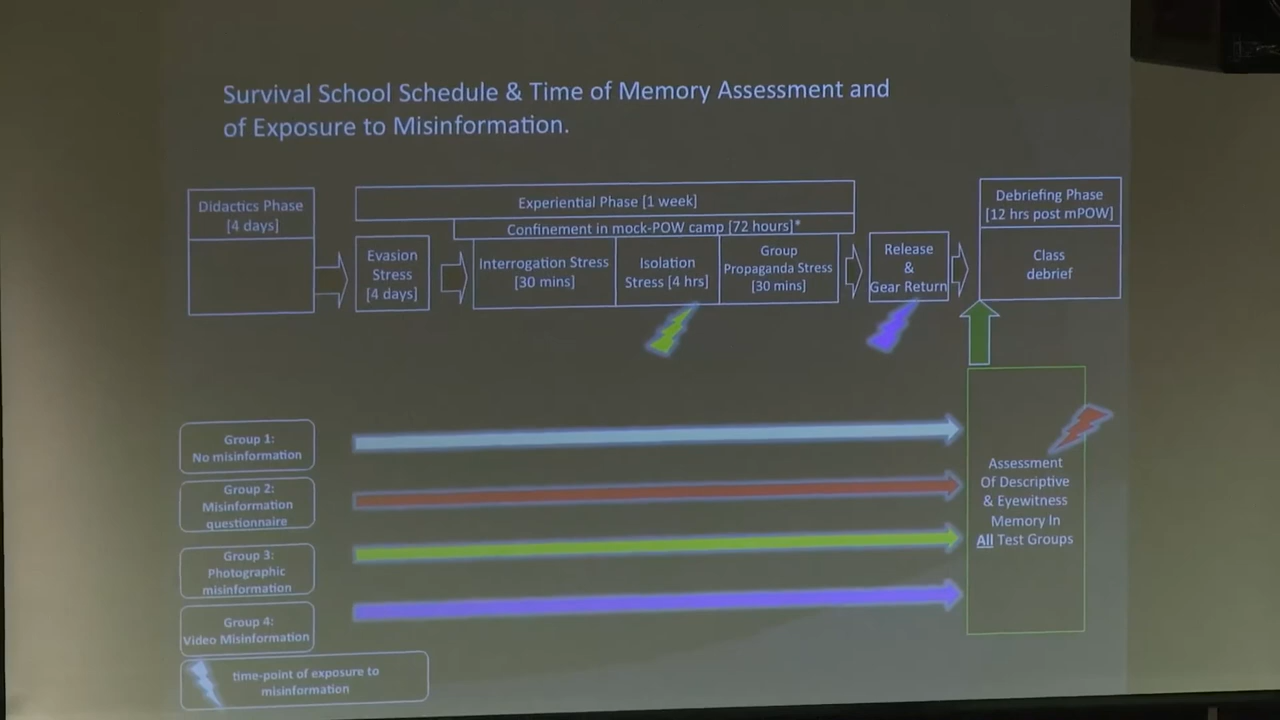 Survival School Schedule & Time of Memory Assessment and
of Exposure to Misinformation.
Didactics Phase
[4 days]
Experiential Phase [1 week]
Confinement in mock-POW camp [72 hours]*
Evasion
Stress
[4 days]
Interrogation Stress
[30 mins]
Isolation
Stress [4 hrs]
Group
Propaganda Stress
[30 mins]
Release
&
Gear Return
Debriefing Phase
[12 hrs post mPOW]
Class
debrief
Group 1:
No misinformation
Group 2:
Misinformation
questionnaire
Group 3:
Photographic
misinformation
Group 4:
Video Misinformation
time-point of exposure to
misinformation
Assessment
Of Descriptive
& Eyewitness
Memory In
All Test Groups